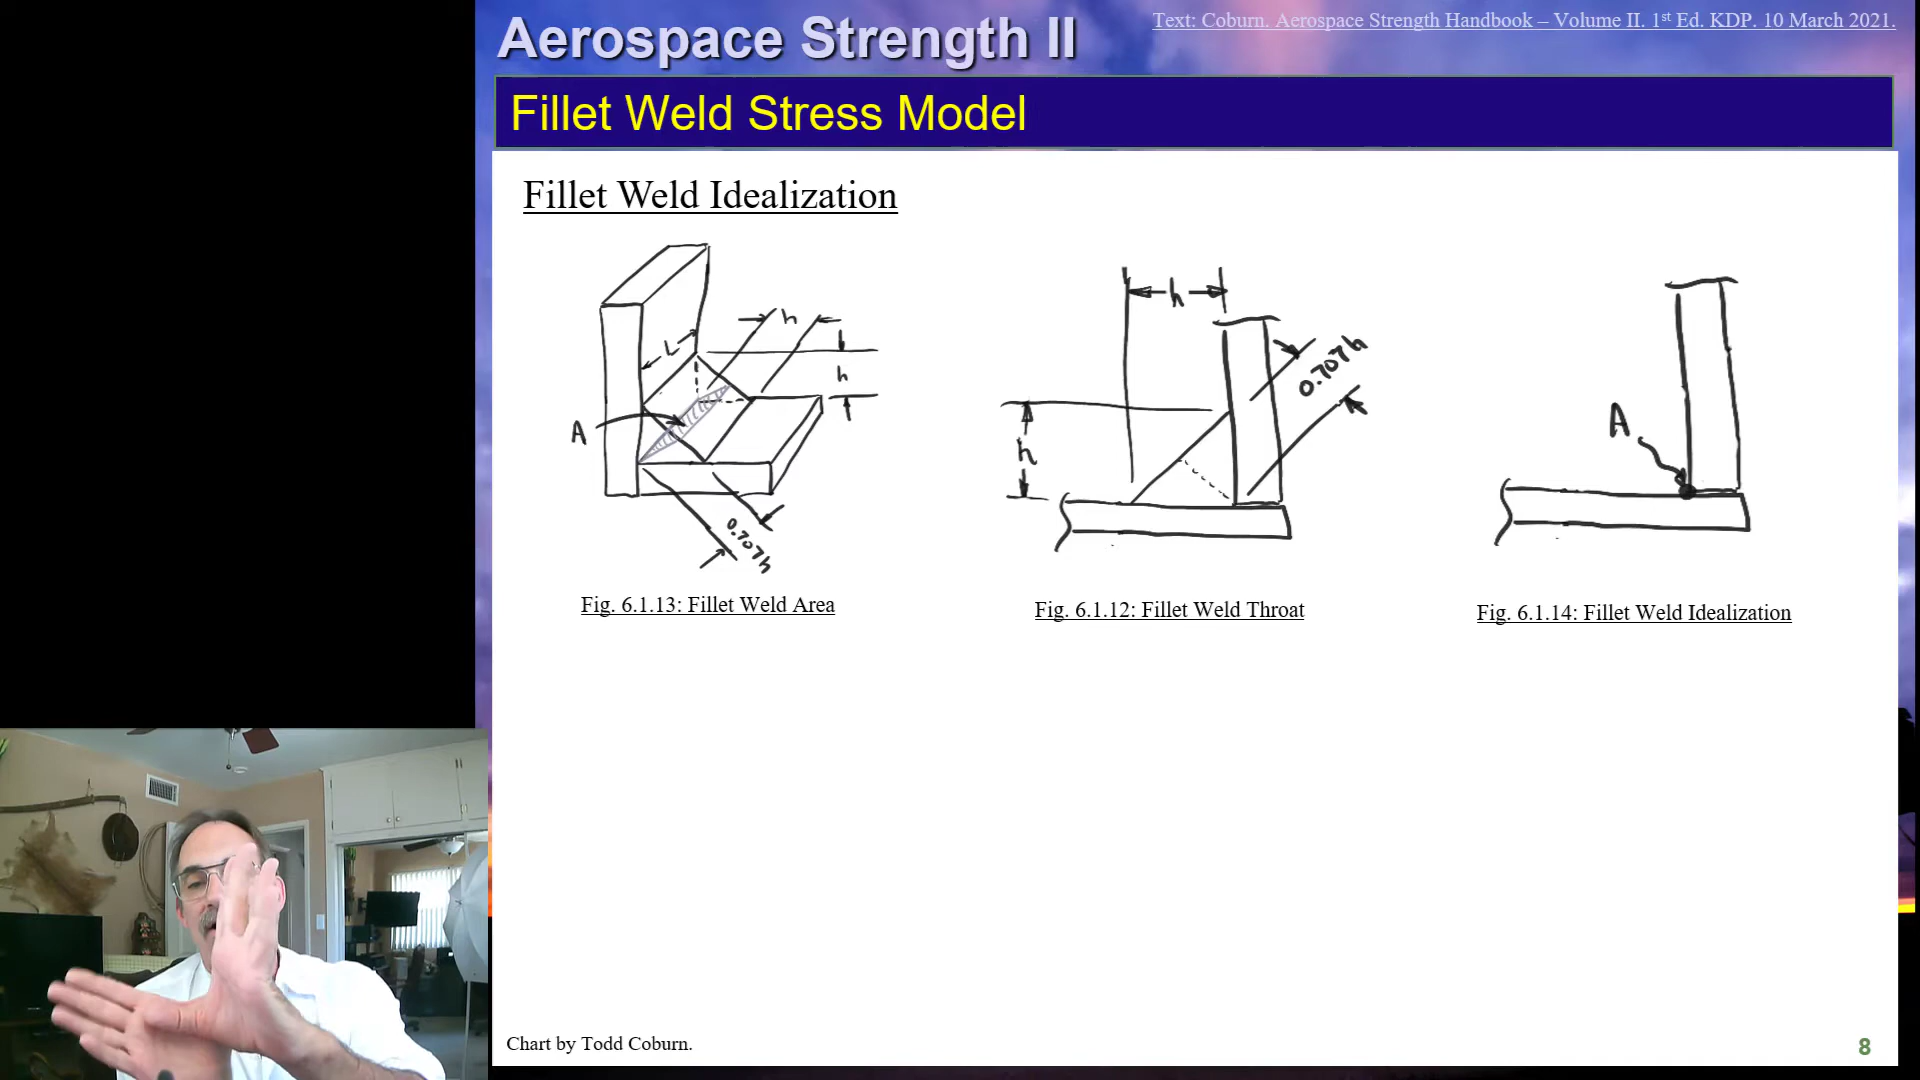 Aerospace Strength II
Text: Coburn. Aerospace Strength Handbook – Volume II. 1st Ed. KDP. 10 March 2021.
Fillet Weld Stress Model
Fillet Weld Idealization
h
L
h
A
0.707h
Fig. 6.1.13: Fillet Weld Area
h
0.707h
h
Fig. 6.1.12: Fillet Weld Throat
A
Fig. 6.1.14: Fillet Weld Idealization
Chart by Todd Coburn.
8